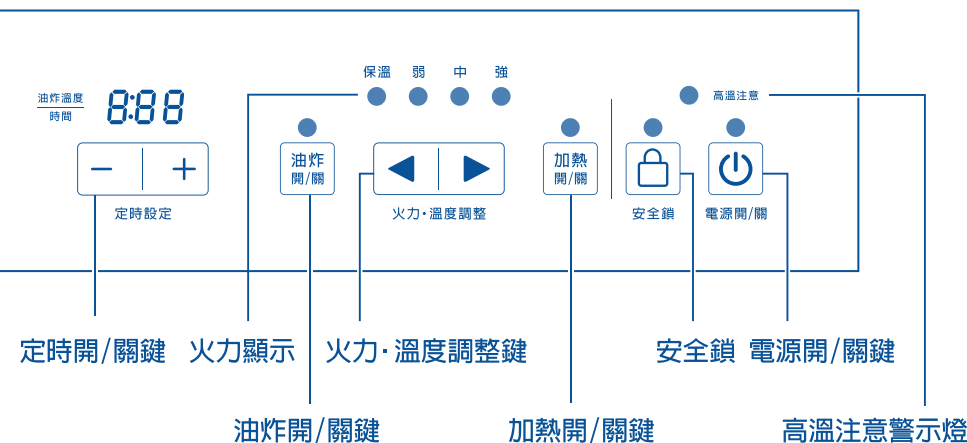 保溫 弱 中 強
油炸溫度
時間
8:88
高溫注意
油炸
開/關
加熱
開/關
定時設定
火力·溫度調整
安全鎖
電源開/關
定時開/關鍵
火力顯示
火力·溫度調整鍵
安全鎖
電源開/關鍵
油炸開/關鍵
加熱開/關鍵
高溫注意警示燈